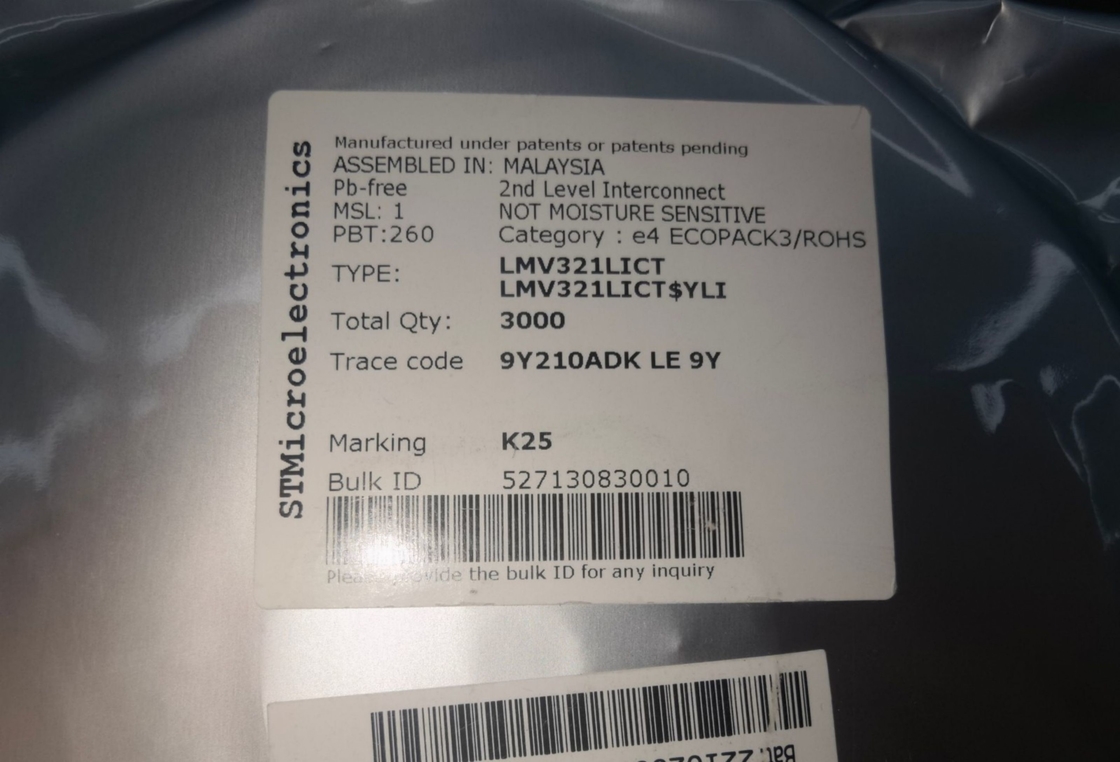 STMicroelectronics
Manufactured under patents or patents pending
ASSEMBLED IN: MALAYSIA
Pb-free 2nd Level Interconnect
MSL: 1 NOT MOISTURE SENSITIVE
PBT:260 Category : e4 ECOPACK3/ROHS
TYPE: LMV321LICT
LMV321LICT$YLI
Total Qty: 3000
Trace code 9Y210ADK LE 9Y
Marking K25
Bulk ID 527130830010
Please provide the bulk ID for any inquiry
Bat.